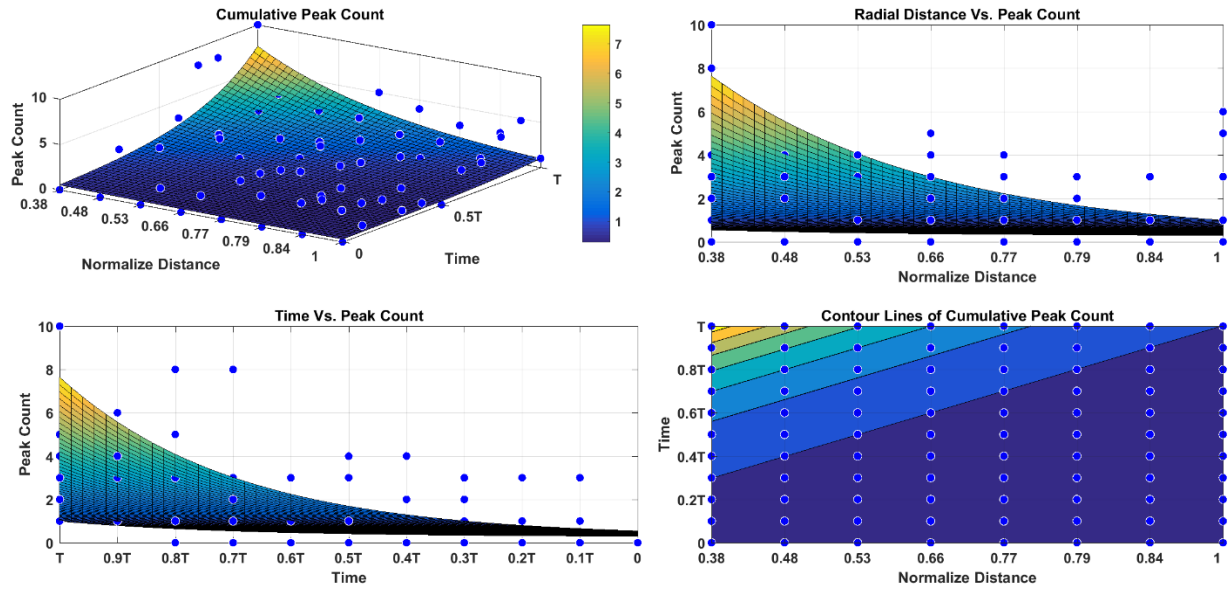 Cumulative Peak Count
10
5
0
Peak Count
0.38
0.48
0.53
0.66
0.77
0.79
0.84
1
Normalize Distance
0
0.5T
T
Time
7
6
5
4
3
2
1
Radial Distance Vs. Peak Count
10
8
6
4
2
0
Peak Count
0.38 0.48 0.53 0.66 0.77 0.79 0.84 1
Normalize Distance
Time Vs. Peak Count
10
8
6
4
2
0
Peak Count
T 0.9T 0.8T 0.7T 0.6T 0.5T 0.4T 0.3T 0.2T 0.1T 0
Time
Contour Lines of Cumulative Peak Count
T
0.8T
0.6T
0.4T
0.2T
0
Time
0.38 0.48 0.53 0.66 0.77 0.79 0.84 1
Normalize Distance